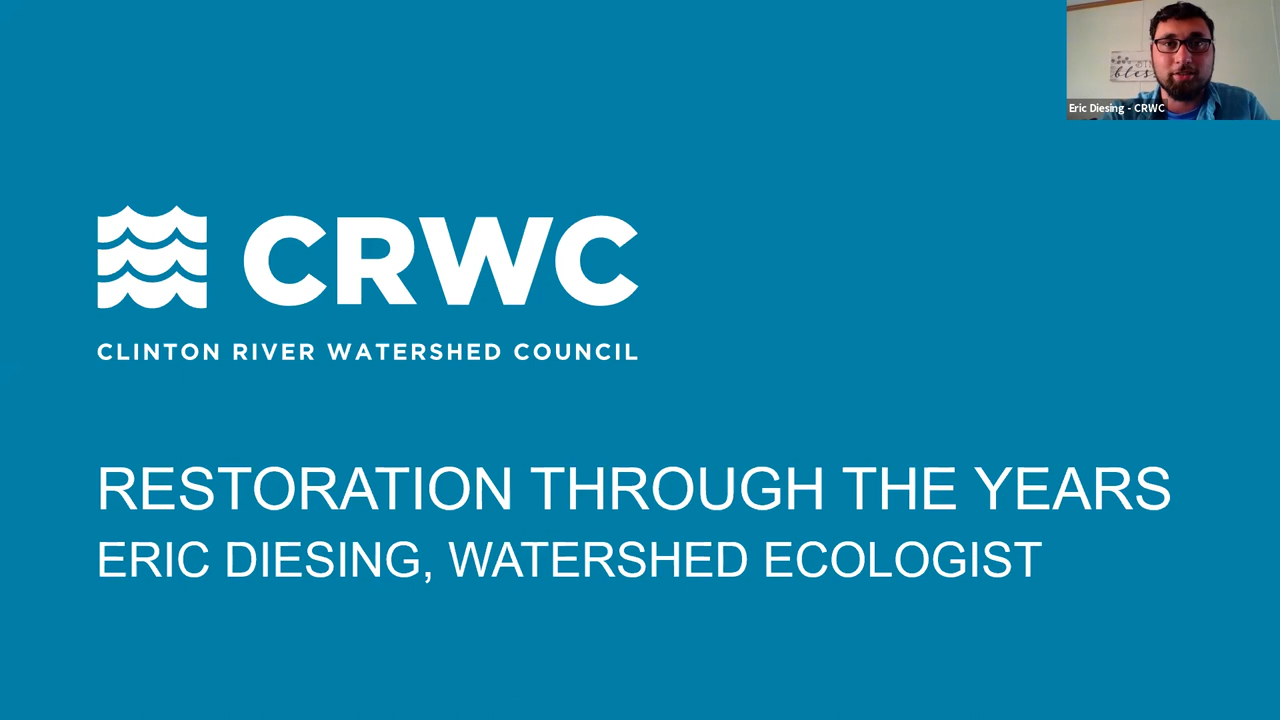 Eric Diesing - CRWC
CRWC
CLINTON RIVER WATERSHED COUNCIL
RESTORATION THROUGH THE YEARS
ERIC DIESING, WATERSHED ECOLOGIST